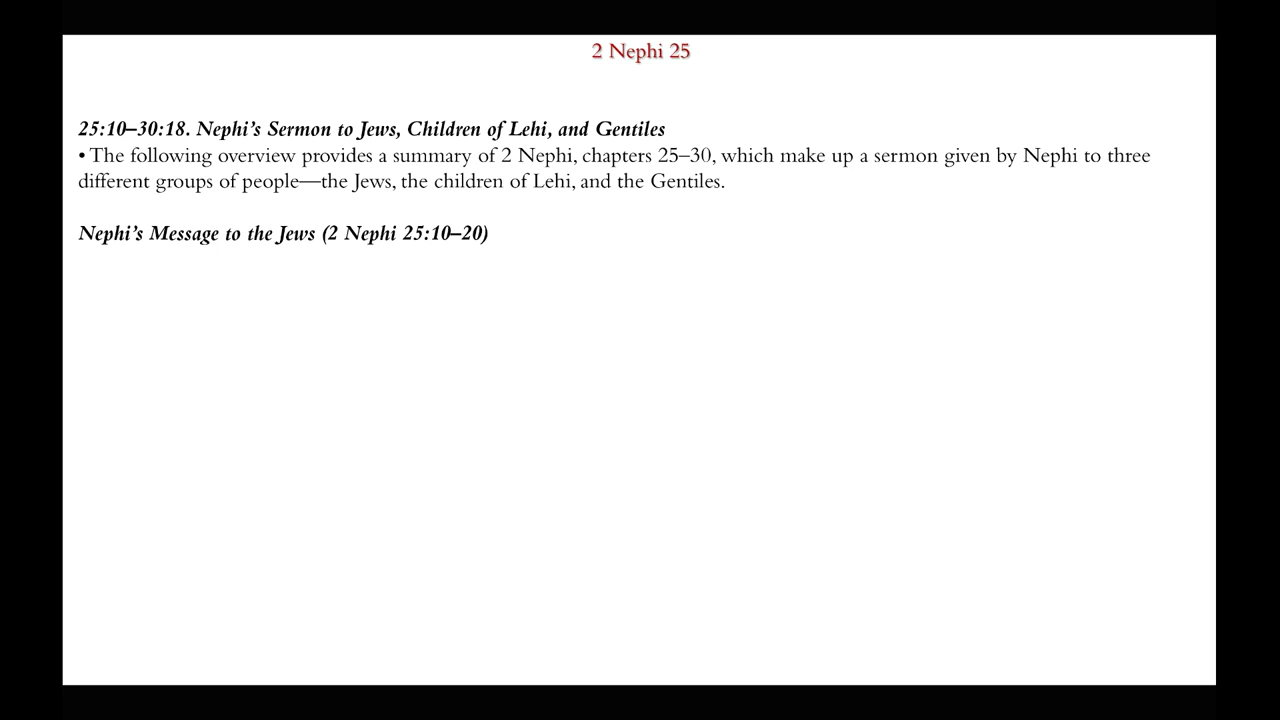 2 Nephi 25
25:10–30:18. Nephi’s Sermon to Jews, Children of Lehi, and Gentiles
• The following overview provides a summary of 2 Nephi, chapters 25–30, which make up a sermon given by Nephi to three
different groups of people—the Jews, the children of Lehi, and the Gentiles.
Nephi’s Message to the Jews (2 Nephi 25:10–20)